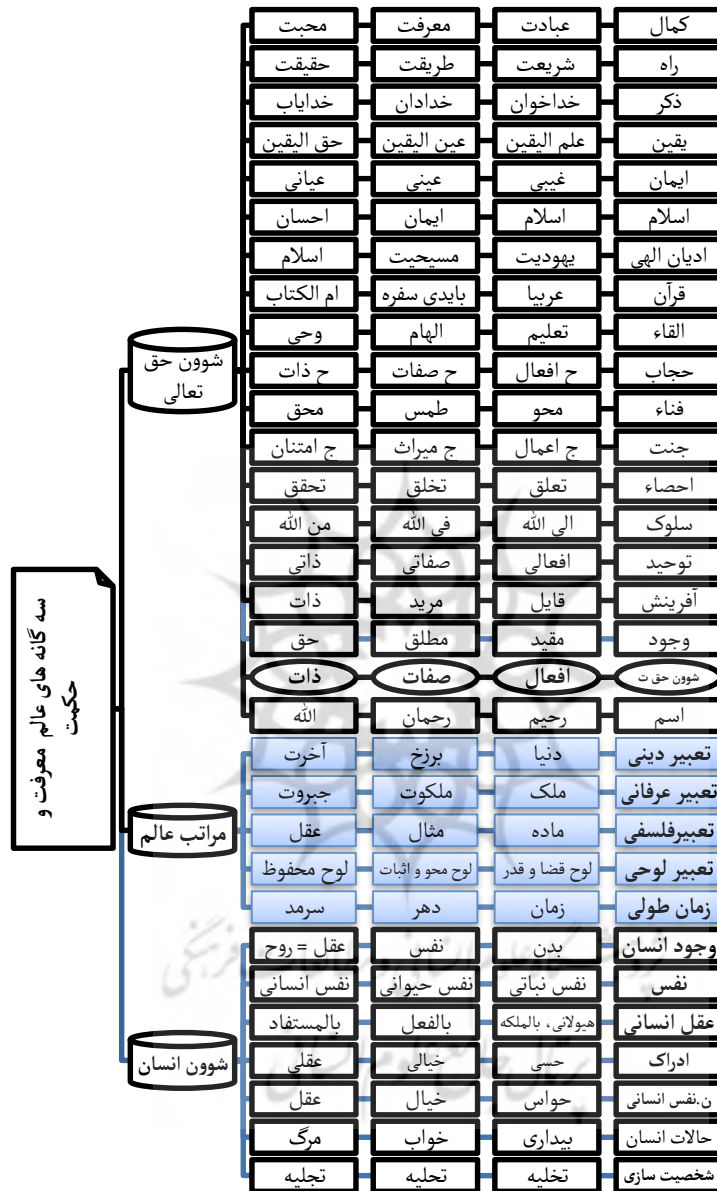 کمال عبادت معرفت محبت
راه شریعت طریقت حقیقت
ذکر خداخوان خدادان خدایاب
یقین علم الیقین عین الیقین حق الیقین
ایمان غیبی عینی عیانی
اسلام اسلام ایمان احسان
ادیان الهی یهودیت مسیحیت اسلام
قرآن عربیا بایدی سفره ام الکتاب
القاء تعلیم الهام وحی
شوون حق
تعالی
حجاب ح افعال ح صفات ح ذات
فناء محو طمس محق
جنت ج اعمال ج میراث ج امتنان
احصاء تعلق تخلق تحقق
سلوک الی الله فی الله من الله
توحید افعالی صفاتی ذاتی
آفرینش قایل مرید ذات
وجود مقید مطلق حق
شوون حق ت افعال صفات ذات
اسم رحیم رحمان الله
سه گانه های عالم معرفت و
حکمت
تعبیر دینی دنیا برزخ آخرت
تعبیر عرفانی ملک ملکوت جبروت
تعبیرفلسفی ماده مثال عقل
مراتب عالم
تعبیر لوحی لوح قضا و قدر لوح محو و اثبات لوح محفوظ
زمان طولی زمان دهر سرمد
وجود انسان بدن نفس عقل = روح
نفس نفس نباتی نفس حیوانی نفس انسانی
عقل انسانی هیولانی، بالملکه بالفعل بالمستفاد
ادراک حسی خیالی عقلی
شوون انسان
ن.نفس انسانی حواس خیال عقل
حالات انسان بیداری خواب مرگ
شخصیت سازی تخلیه تحلیه تجلیه
پرتال جامع علوم انسانی